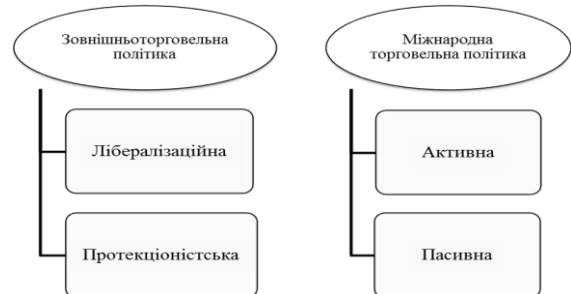 Зовнішньоторговельна
політика
Лібералізаційна
Протекціоністська
Міжнародна
торговельна політика
Активна
Пасивна